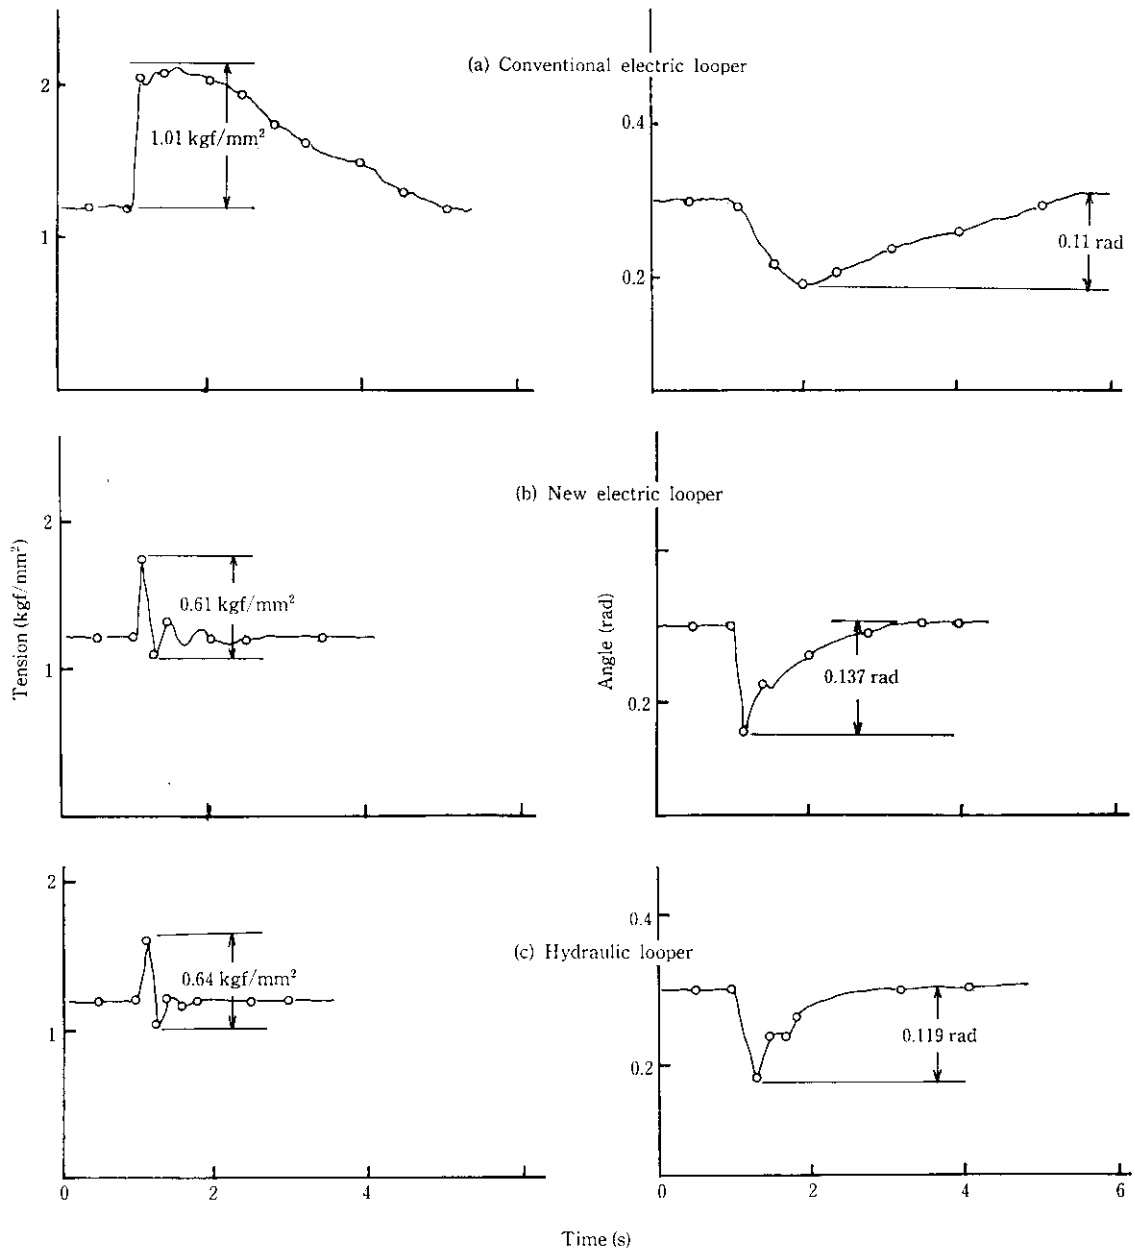 (a) Conventional electric looper
2
1
1.01 kgf/mm²
0.4
0.2
0.11 rad
(b) New electric looper
2
1
0.61 kgf/mm²
0.2
0.137 rad
Tension (kgf/mm²)
Angle (rad)
(c) Hydraulic looper
2
1
0.64 kgf/mm²
0.4
0.2
0.119 rad
0 2 4
0 2 4 6
Time (s)